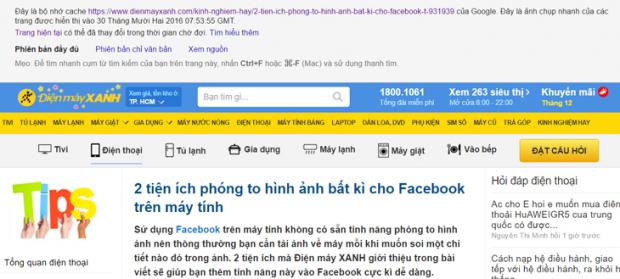 Đây là bộ nhớ cache https://www.dienmayxanh.com/kinh-nghiem-hay/2-tien-ich-phong-to-hinh-anh-bat-ki-cho-facebook-t-931939 của Google. Đây là ảnh chụp nhanh của các
trang được hiển thị vào 30 Tháng Mười Hai 2016 07:53:55 GMT.
Trang hiện tại có thể đã thay đổi trong thời gian chờ đợi. Tìm hiểu thêm
Phiên bản đầy đủ Phiên bản chỉ văn bản Xem nguồn
Mẹo: Để tìm nhanh cụm từ tìm kiếm của bạn trên trang này, nhấn Ctrl+F hoặc ⌘-F (Mac) và sử dụng thanh tìm.
Điện máy XANH Xem giá, tồn kho ở TP. HCM Bạn tìm gì... 1800.1061 Xem 263 siêu thị Khuyến mãi
Tổng đài miễn phí Mở cửa 8:00 - 22:00 Tháng 12
TIVI TỦ LẠNH MÁY LẠNH MÁY GIẶT GIA DỤNG MÁY NƯỚC NÓNG ĐIỆN THOẠI MÁY TÍNH BẢNG LAPTOP DÀN LOA, DVD PHỤ KIỆN SIM SỐ MÁY CŨ TRẢ GÓP KINH NGHIỆM HAY
Tivi Điện thoại Tủ lạnh Gia dụng Máy lạnh Máy giặt Vào bếp ĐẶT CÂU HỎI
Tips
Tổng quan điện thoại
2 tiện ích phóng to hình ảnh bất kì cho Facebook
trên máy tính
Sử dụng Facebook trên máy tính không có sẵn tính năng phóng to hình
ảnh nên thông thường bạn cần tải ảnh về máy mỗi khi muốn soi một chi
tiết nào đó trong ảnh. 2 tiện ích mà Điện máy XANH giới thiệu trong bài
viết sẽ giúp bạn thêm tính năng này vào Facebook cực kì dễ dàng.
Hỏi đáp điện thoại
Ac cho E hoi e muốn mua điên
thoải HuAWEIGR5 cua trung
quốc có được...
Nguyễn Thị Minh hỏi 1 giờ trước
Cách nạp hệ điều hành, giao
tiếp với hệ điều hành, ra khỏi